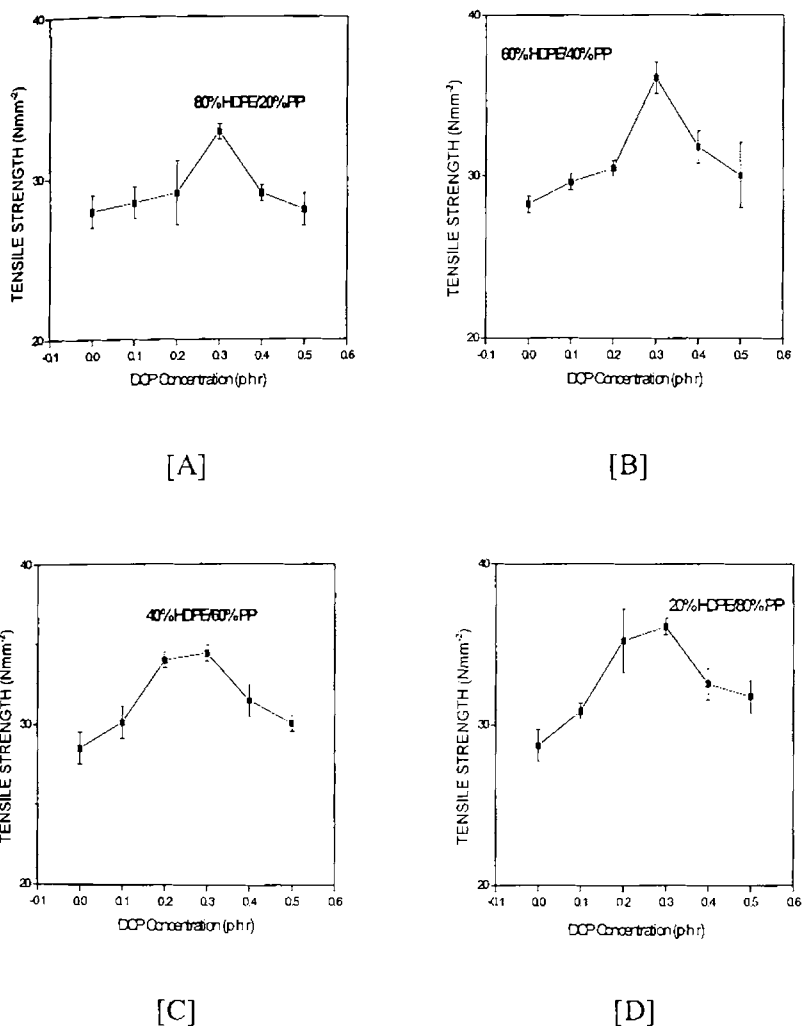 40
30
20
80%HDPE/20%PP
TENSILE STRENGTH (Nmm-2)
-0.1 0.0 0.1 0.2 0.3 0.4 0.5 0.6
DCP Concentration (phr)
[A]
40
30
20
60%HDPE/40%PP
TENSILE STRENGTH (Nmm-2)
-0.1 0.0 0.1 0.2 0.3 0.4 0.5 0.6
DCP Concentration (phr)
[B]
40
30
20
40%HDPE/60%PP
TENSILE STRENGTH (Nmm-2)
-0.1 0.0 0.1 0.2 0.3 0.4 0.5 0.6
DCP Concentration (phr)
[C]
40
30
20
20%HDPE/80%PP
TENSILE STRENGTH (Nmm-2)
-0.1 0.0 0.1 0.2 0.3 0.4 0.5 0.6
DCP Concentration (phr)
[D]